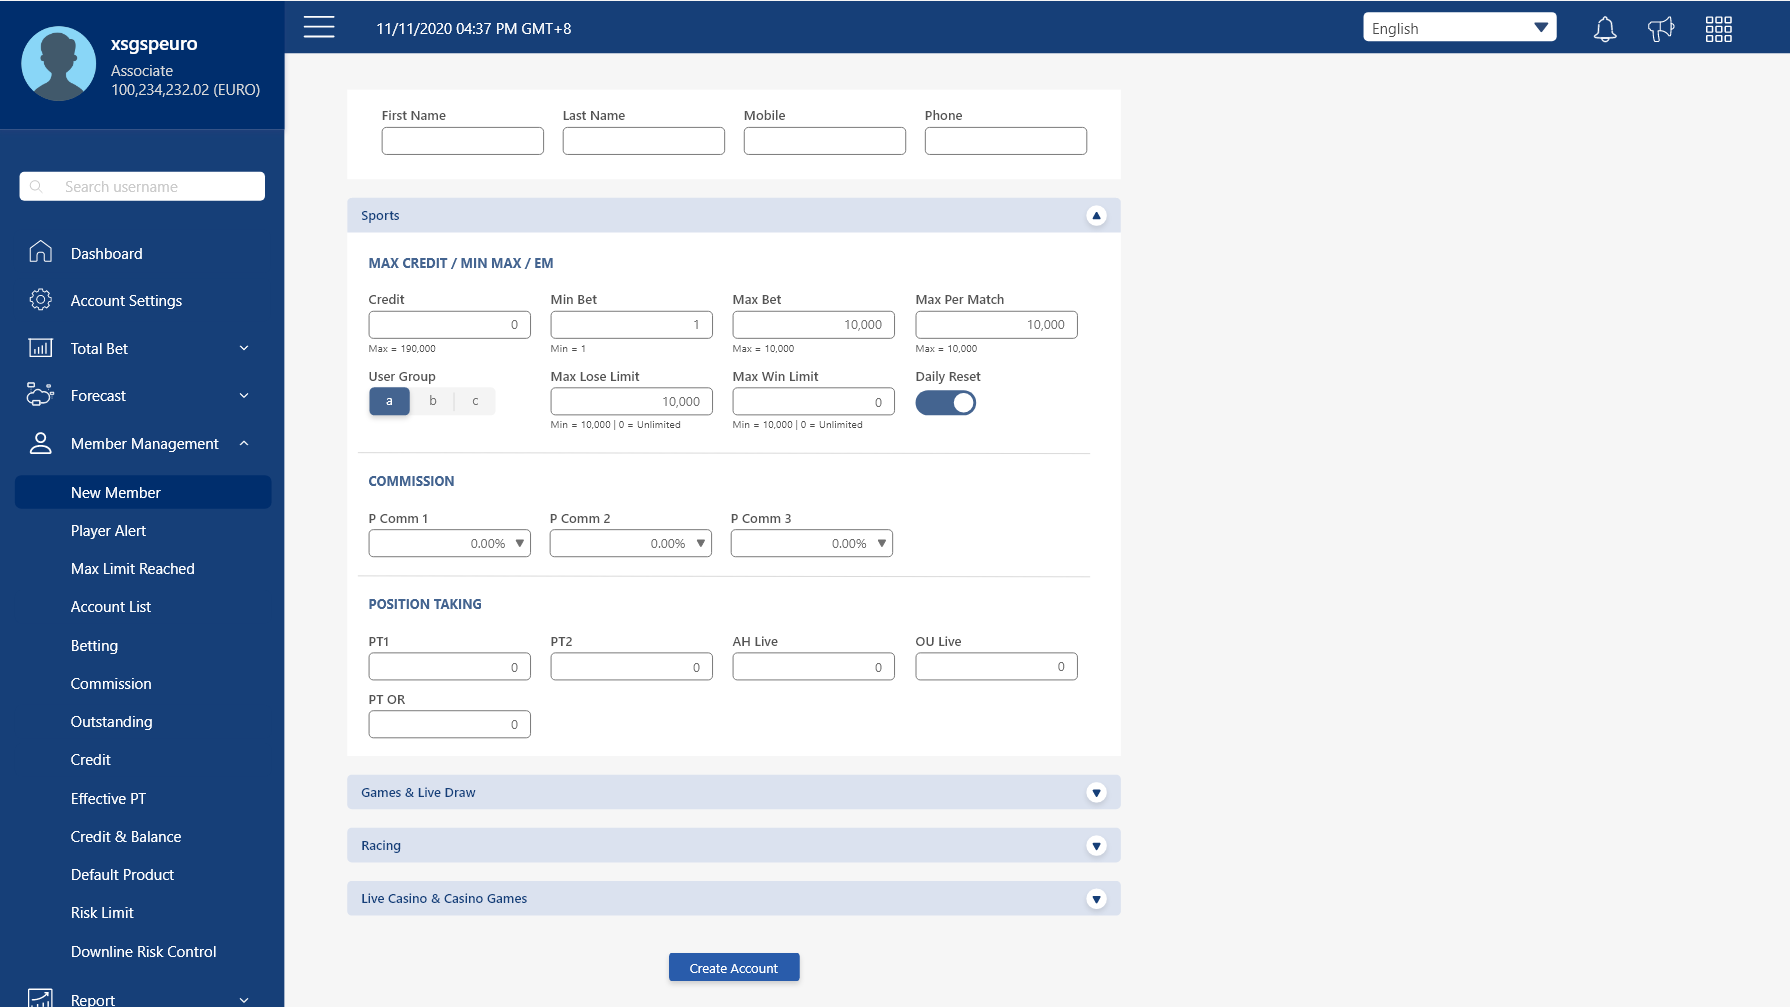 xsgspeuro
Associate
100,234,232.02 (EURO)
11/11/2020 04:37 PM GMT+8
English
Search username
Dashboard
Account Settings
Total Bet
Forecast
Member Management
New Member
Player Alert
Max Limit Reached
Account List
Betting
Commission
Outstanding
Credit
Effective PT
Credit & Balance
Default Product
Risk Limit
Downline Risk Control
Report
First Name Last Name Mobile Phone
Sports
MAX CREDIT / MIN MAX / EM
Credit Min Bet Max Bet Max Per Match
0 1 10,000 10,000
Max = 190,000 Min = 1 Max = 10,000 Max = 10,000
User Group Max Lose Limit Max Win Limit Daily Reset
a b c 10,000 0
Min = 10,000 | 0 = Unlimited Min = 10,000 | 0 = Unlimited
COMMISSION
P Comm 1 P Comm 2 P Comm 3
0.00% 0.00% 0.00%
POSITION TAKING
PT1 PT2 AH Live OU Live
0 0 0 0
PT OR
0
Games & Live Draw
Racing
Live Casino & Casino Games
Create Account